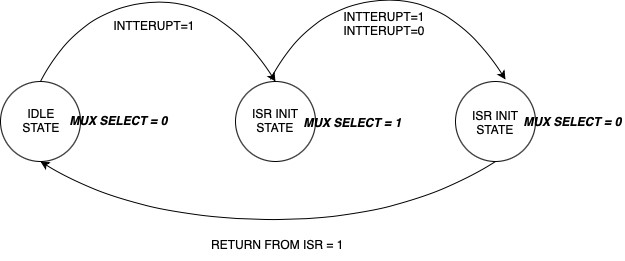 INTTERUPT=1
INTTERUPT=1
INTTERUPT=0
IDLE
STATE
MUX SELECT = 0
ISR INIT
STATE
MUX SELECT = 1
ISR INIT
STATE
MUX SELECT = 0
RETURN FROM ISR = 1